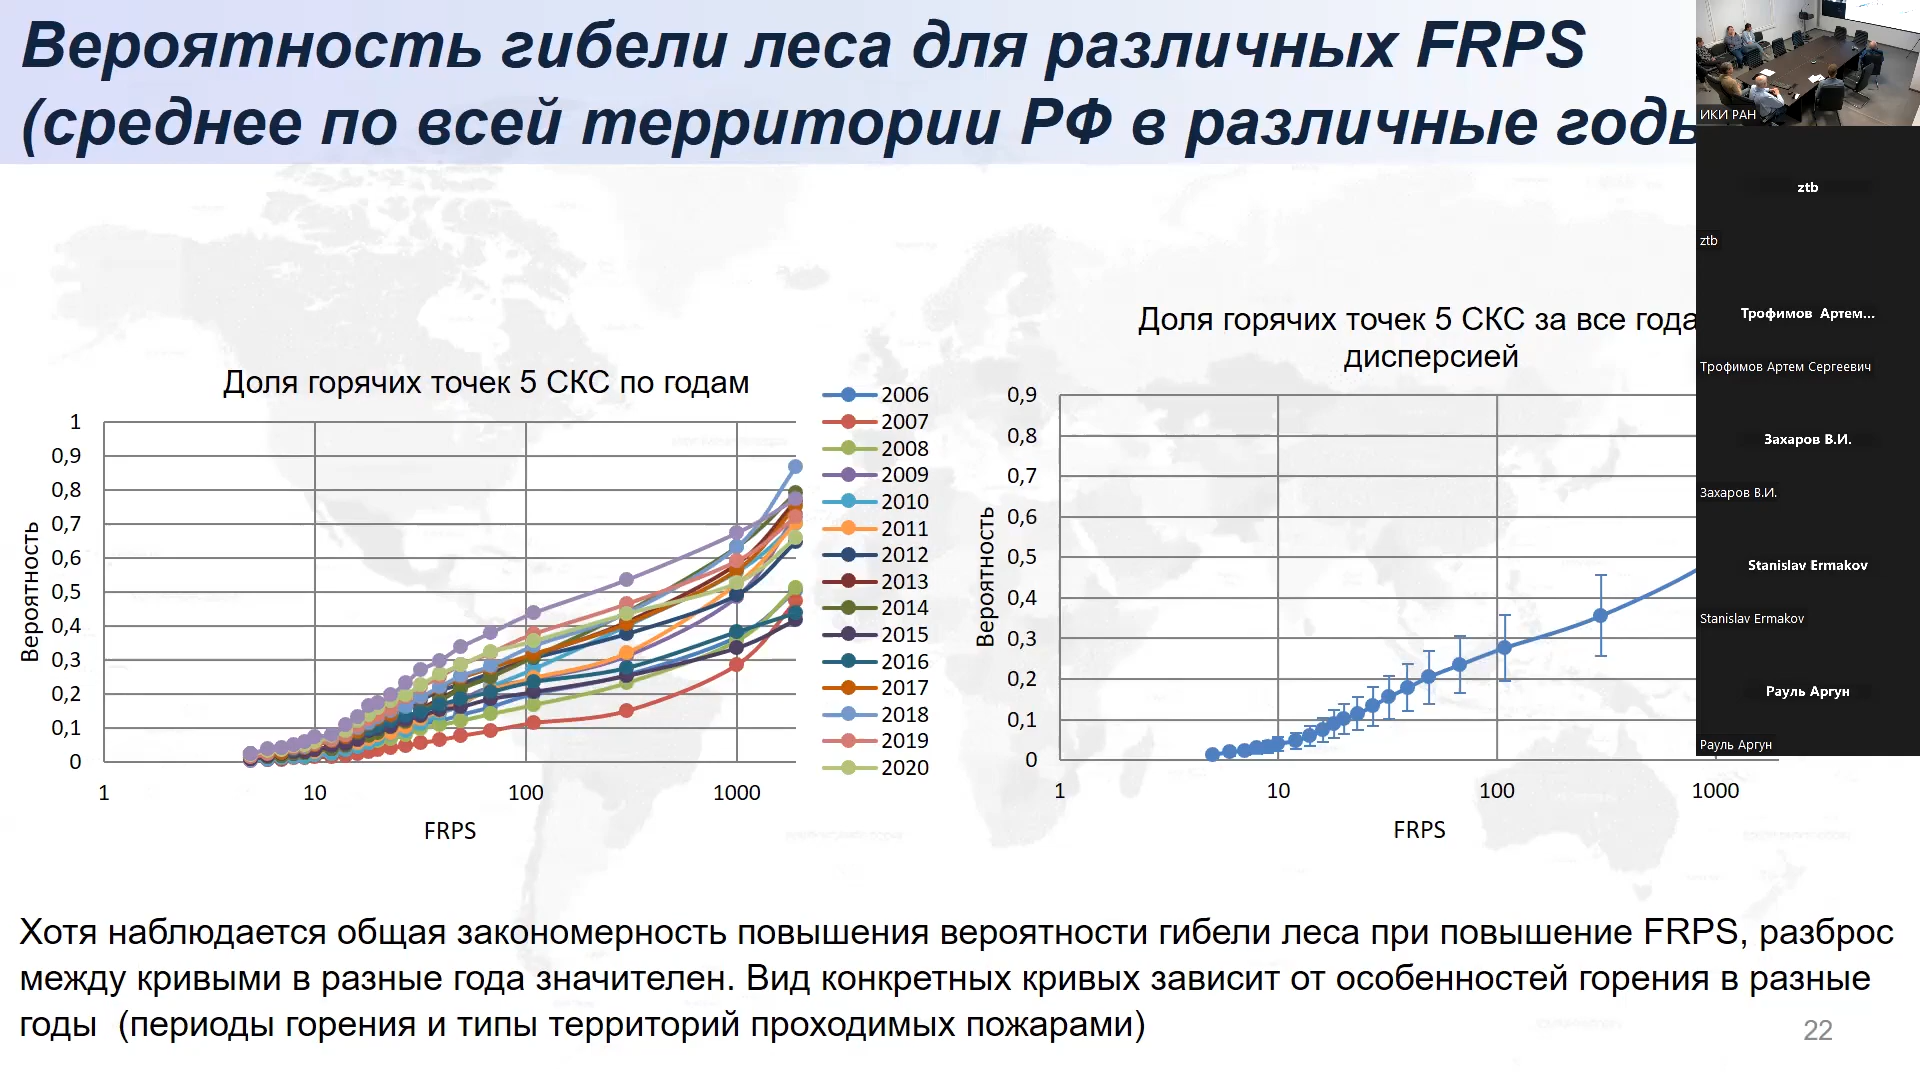 Вероятность гибели леса для различных FRPS
(среднее по всей территории РФ в различные годы
ИКИ РАН
ztb
ztb
Трофимов Артем...
Трофимов Артем Сергеевич
Захаров В.И.
Захаров В.И.
Stanislav Ermakov
Stanislav Ermakov
Рауль Аргун
Рауль Аргун
Доля горячих точек 5 СКС по годам
Вероятность
1
0,9
0,8
0,7
0,6
0,5
0,4
0,3
0,2
0,1
0
1
10
100
1000
FRPS
2006
2007
2008
2009
2010
2011
2012
2013
2014
2015
2016
2017
2018
2019
2020
Доля горячих точек 5 СКС за все года
дисперсией
Вероятность
0,9
0,8
0,7
0,6
0,5
0,4
0,3
0,2
0,1
0
1
10
100
1000
FRPS
Хотя наблюдается общая закономерность повышения вероятности гибели леса при повышение FRPS, разброс
между кривыми в разные года значителен. Вид конкретных кривых зависит от особенностей горения в разные
годы (периоды горения и типы территорий проходимых пожарами)
22